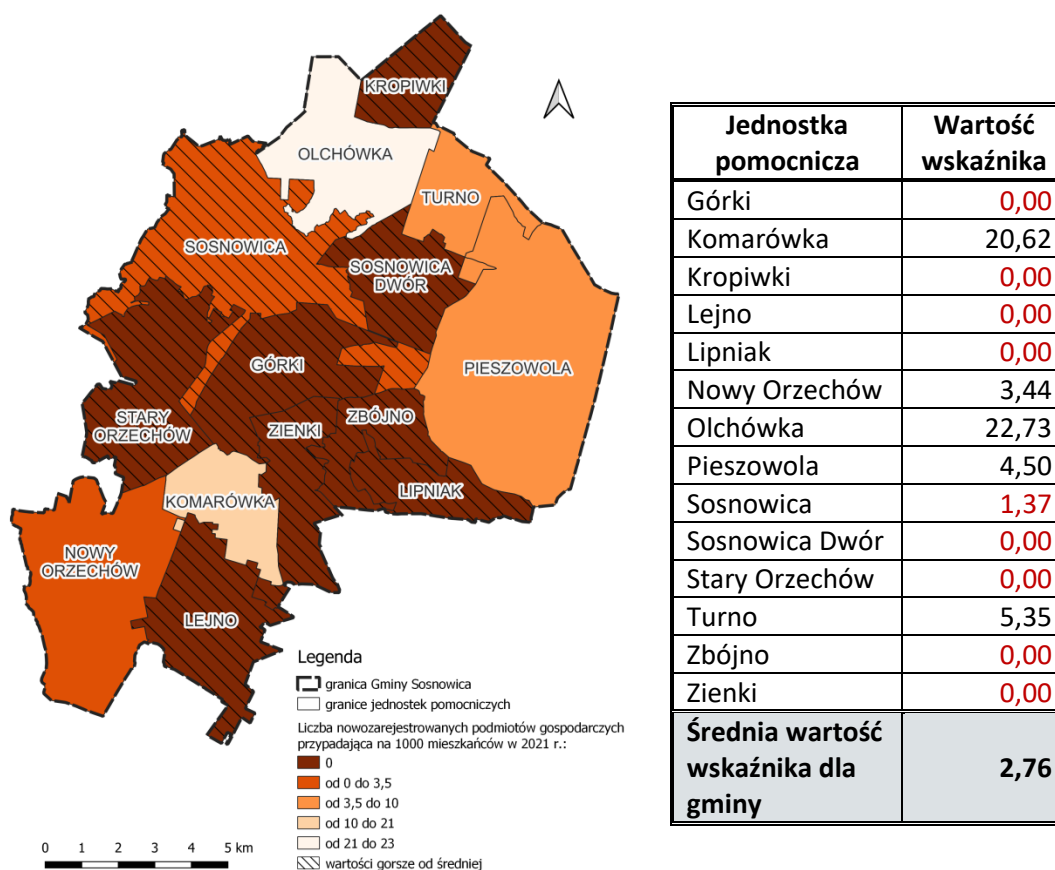 KROPIWKI
OLCHÓWKA
TURNO
SOSNOWICA
SOSNOWICA
DWÓR
GÓRKI
PIESZOWOLA
STARY
ORZECHÓW
ZIENKI
ZBÓJNO
LIPNIAK
KOMARÓWKA
NOWY
ORZECHÓW
LEJNO
Legenda
granica Gminy Sosnowica
granice jednostek pomocniczych
Liczba nowozarejestrowanych podmiotów gospodarczych
przypadająca na 1000 mieszkańców w 2021 r.:
0
od 0 do 3,5
od 3,5 do 10
od 10 do 21
od 21 do 23
wartości gorsze od średniej
0 1 2 3 4 5 km
Jednostka Wartość
pomocnicza wskaźnika
Górki 0,00
Komarówka 20,62
Kropiwki 0,00
Lejno 0,00
Lipniak 0,00
Nowy Orzechów 3,44
Olchówka 22,73
Pieszowola 4,50
Sosnowica 1,37
Sosnowica Dwór 0,00
Stary Orzechów 0,00
Turno 5,35
Zbójno 0,00
Zienki 0,00
Średnia wartość
wskaźnika dla 2,76
gminy